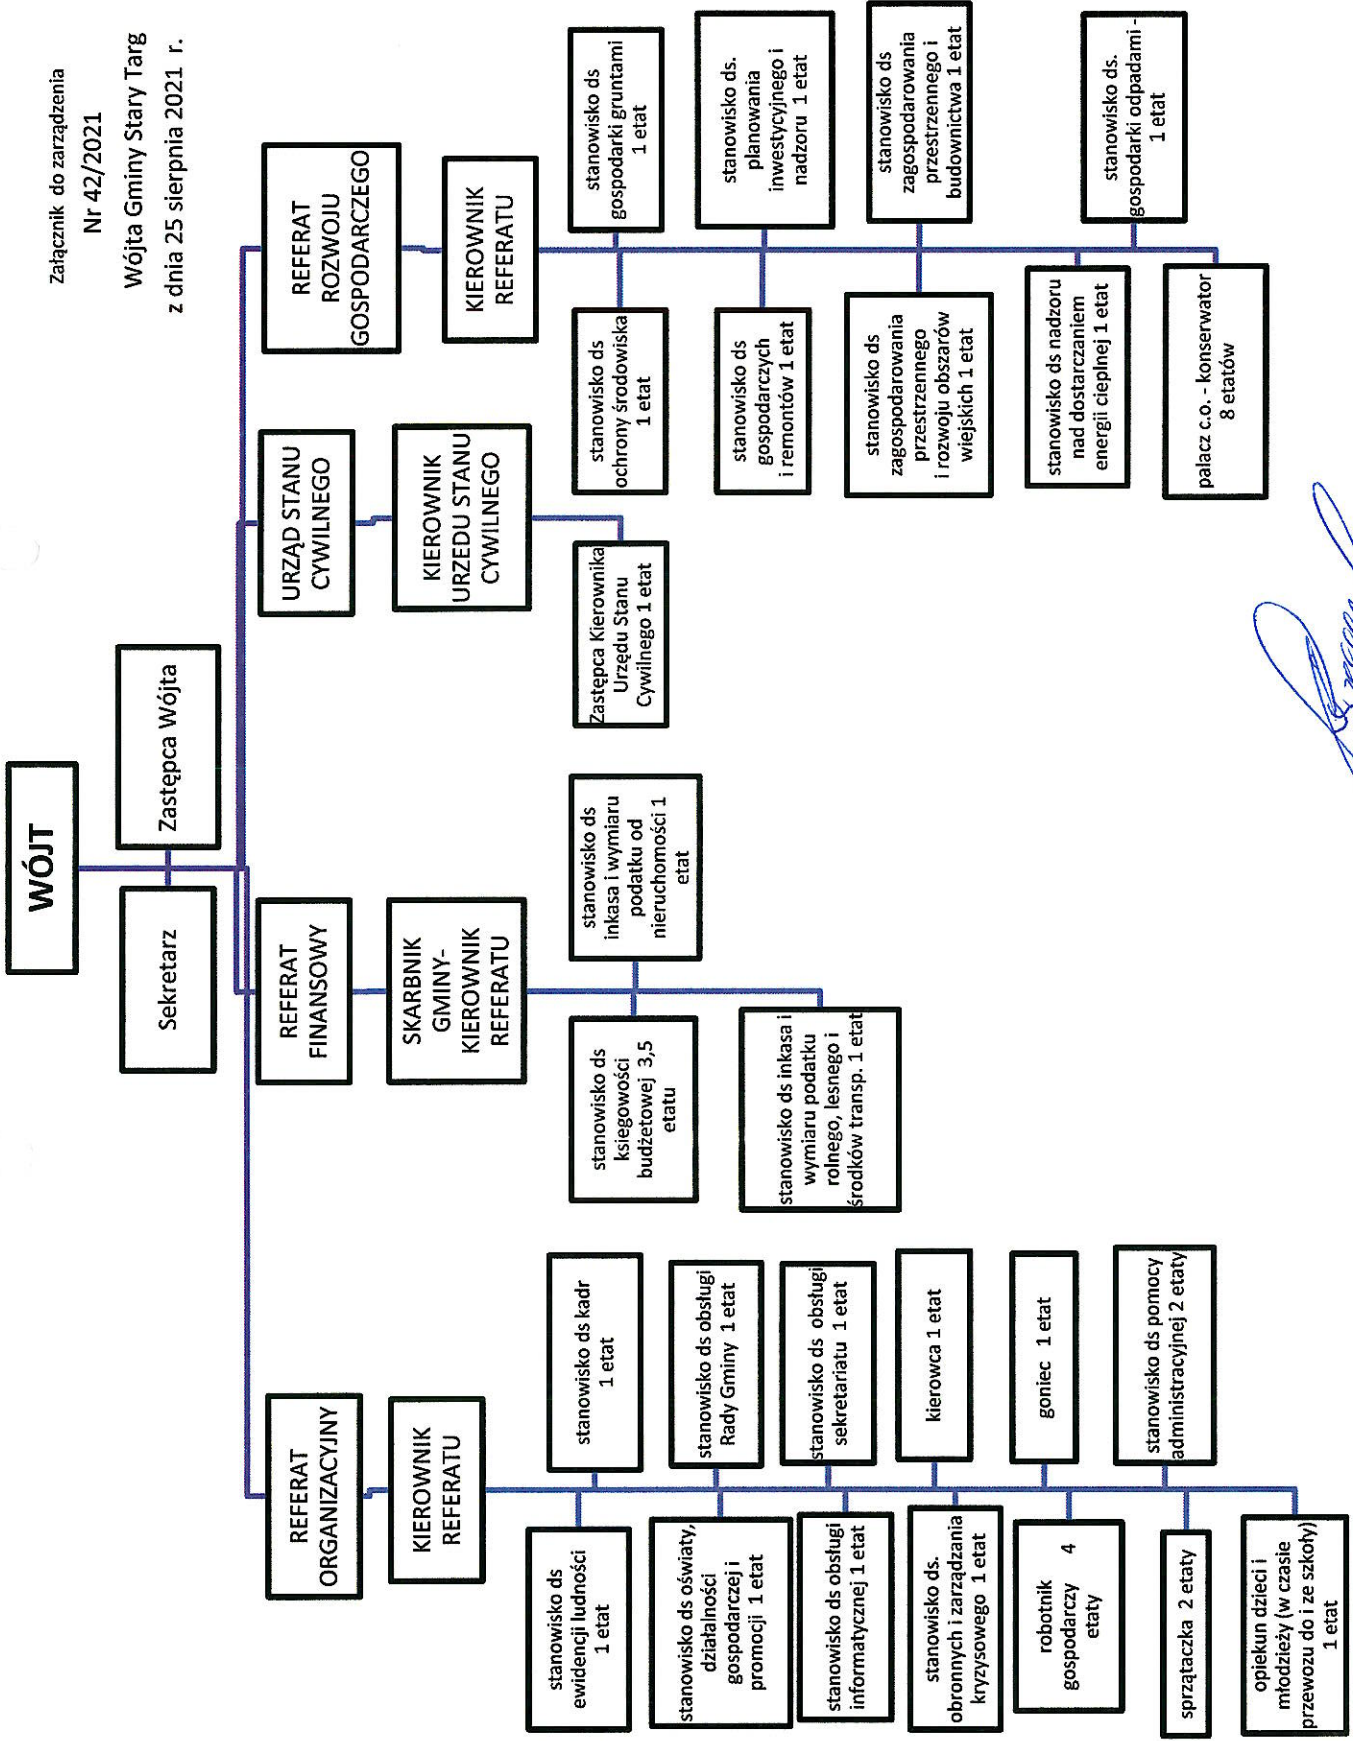 Załącznik do zarządzenia
Nr 42/2021
Wójta Gminy Stary Targ
z dnia 25 sierpnia 2021 r.
WÓJT
Sekretarz
Zastępca Wójta
REFERAT
ORGANIZACYJNY
KIEROWNIK
REFERATU
stanowisko ds
ewidencji ludności
1 etat
stanowisko ds kadr
1 etat
stanowisko ds oświaty,
działalności
gospodarczej i
promocji 1 etat
stanowisko ds obsługi
Rady Gminy 1 etat
stanowisko ds obsługi
informatycznej 1 etat
stanowisko ds obsługi
sekretariatu 1 etat
stanowisko ds.
obronnych i zarządzania
kryzysowego 1 etat
kierowca 1 etat
robotnik
gospodarczy 4
etaty
goniec 1 etat
sprzątaczka 2 etaty
stanowisko ds pomocy
administracyjnej 2 etaty
opiekun dzieci i
młodzieży (w czasie
przewozu do i ze szkoły)
1 etat
REFERAT
FINANSOWY
SKARBNIK
GMINY-
KIEROWNIK
REFERATU
stanowisko ds
ksiegowości
budżetowej 3,5
etatu
stanowisko ds
inkasa i wymiaru
podatku od
nieruchomości 1
etat
stanowisko ds inkasa i
wymiaru podatku
rolnego, lesnego i
środków transp. 1 etat
URZĄD STANU
CYWILNEGO
KIEROWNIK
URZEDU STANU
CYWILNEGO
Zastępca Kierownika
Urzędu Stanu
Cywilnego 1 etat
REFERAT
ROZWOJU
GOSPODARCZEGO
KIEROWNIK
REFERATU
stanowisko ds
ochrony środowiska
1 etat
stanowisko ds
gospodarki gruntami
1 etat
stanowisko ds
gospodarczych
i remontów 1 etat
stanowisko ds.
planowania
inwestycyjnego i
nadzoru 1 etat
stanowisko ds
zagospodarowania
przestrzennego
i rozwoju obszarów
wiejskich 1 etat
stanowisko ds
zagospodarowania
przestrzennego i
budownictwa 1 etat
stanowisko ds nadzoru
nad dostarczaniem
energii cieplnej 1 etat
stanowisko ds.
gospodarki odpadami -
1 etat
palacz c.o. - konserwator
8 etatów